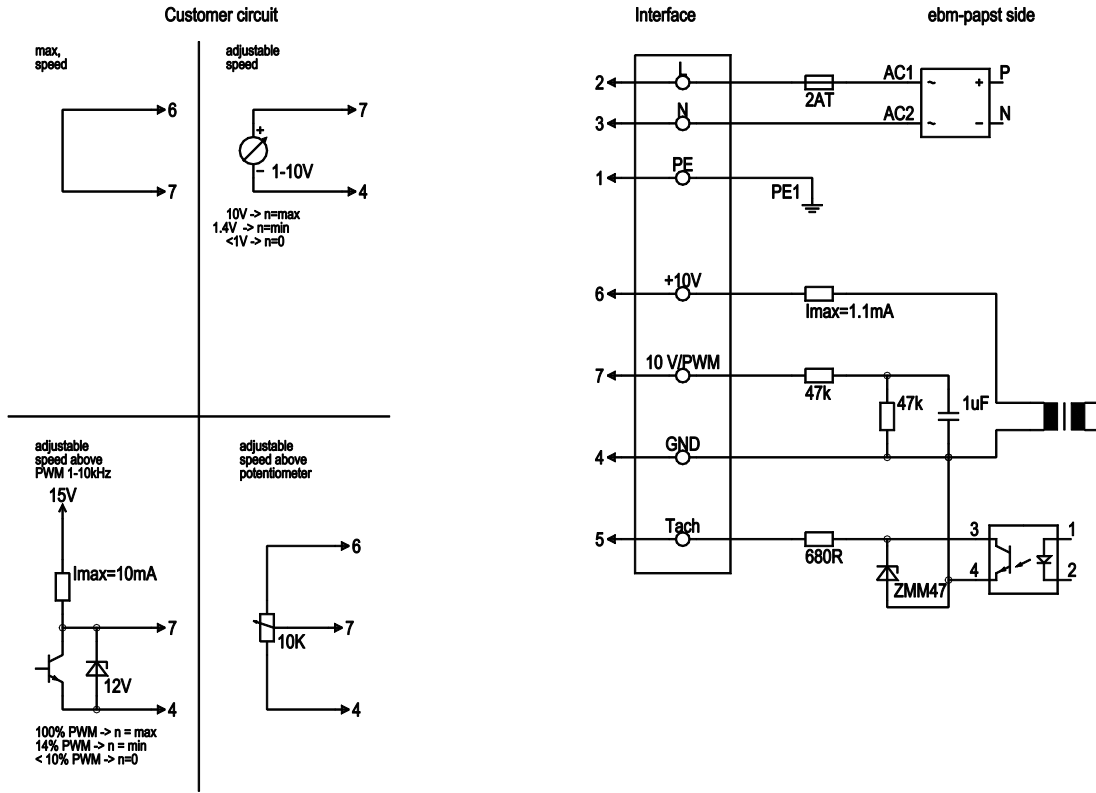 Customer circuit
Interface
ebm-papst side
max,
speed
6
7
adjustable
speed
7
+
−
1-10V
4
10V -> n=max
1.4V -> n=min
<1V -> n=0
adjustable
speed above
PWM 1-10kHz
15V
Imax=10mA
7
12V
4
100% PWM -> n = max
14% PWM -> n = min
< 10% PWM -> n=0
adjustable
speed above
potentiometer
6
7
10K
4
2
L
2AT
AC1
~
+
P
3
N
AC2
~
−
N
1
PE
PE1
6
+10V
Imax=1.1mA
7
10 V/PWM
47k
47k
1uF
4
GND
5
Tach
680R
ZMM47
3
4
1
2